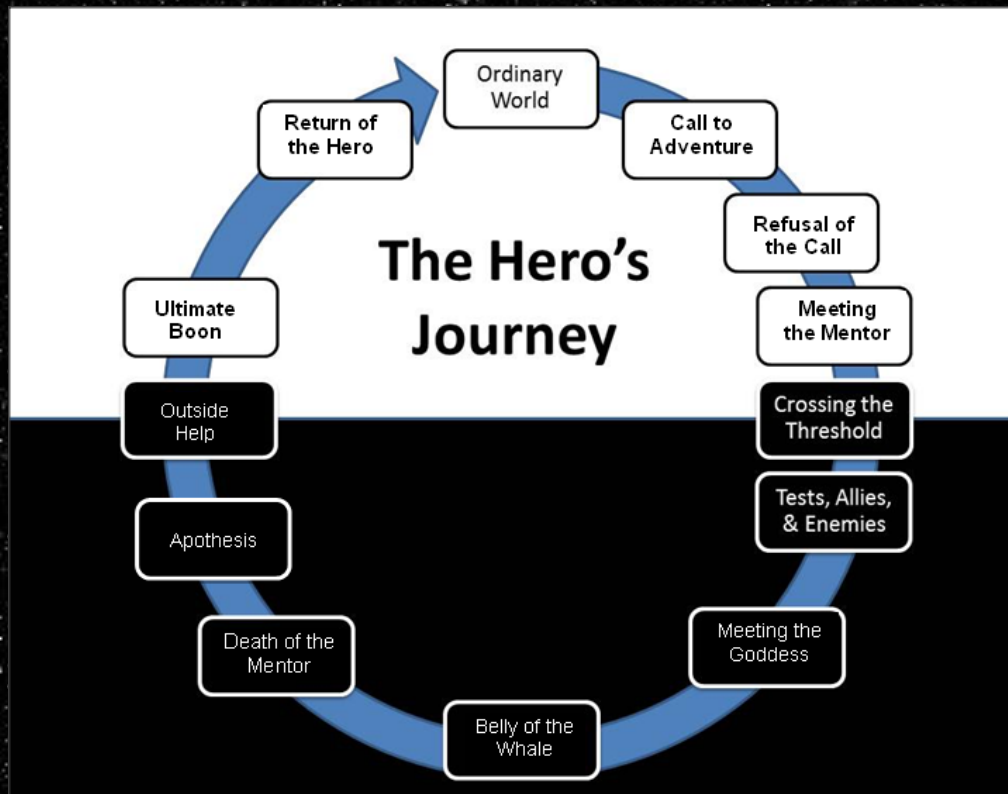 Ordinary
World
Call to
Adventure
Refusal of
the Call
Meeting
the Mentor
Crossing the
Threshold
Tests, Allies,
& Enemies
Meeting the
Goddess
Belly of the
Whale
Death of the
Mentor
Apothesis
Outside
Help
Ultimate
Boon
Return of
the Hero
The Hero’s
Journey